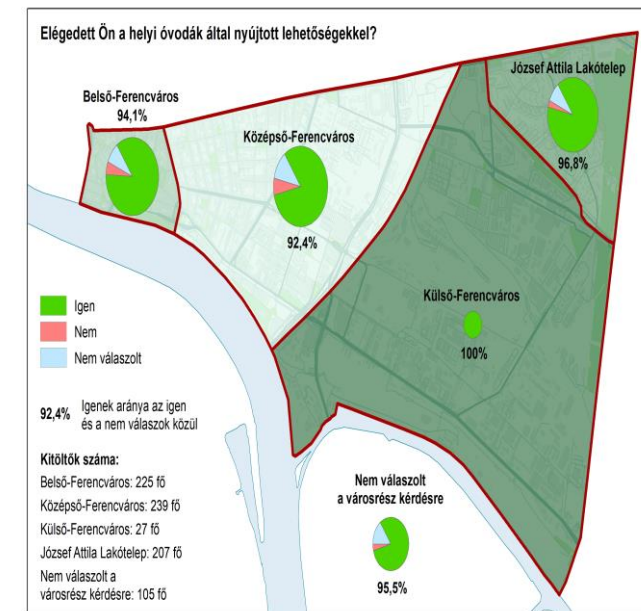 Elégedett Ön a helyi óvodák által nyújtott lehetőségekkel?
József Attila Lakótelep
96,8%
Belső-Ferencváros
94,1%
Középső-Ferencváros
92,4%
Külső-Ferencváros
100%
Igen
Nem
Nem válaszolt
92,4%
Igenek aránya az igen
és a nem válaszok közül
Kitöltők száma:
Belső-Ferencváros: 225 fő
Középső-Ferencváros: 239 fő
Külső-Ferencváros: 27 fő
József Attila Lakótelep: 207 fő
Nem válaszolt a
városrész kérdésre: 105 fő
Nem válaszolt
a városrész kérdésre
95,5%